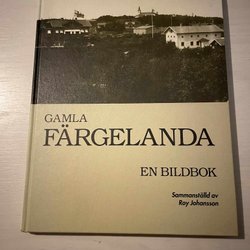 GAMLA
FÄRGELANDA
EN BILDBOK
Sammanställd av
Roy Johansson